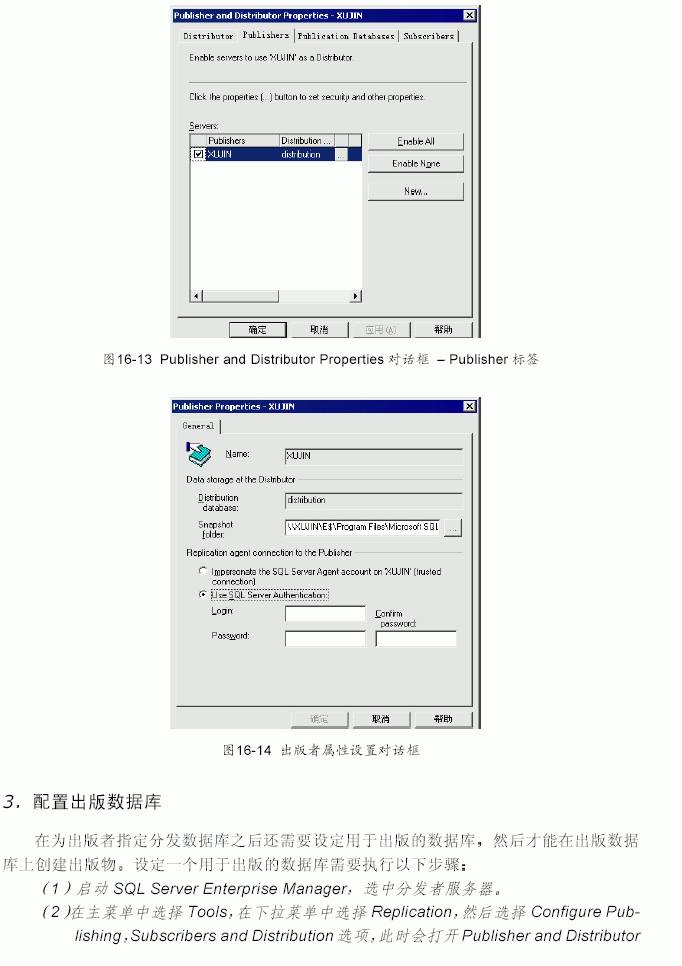 Publisher and Distributor Properties - XUJIN
Distributor Publishers Publication Databases Subscribers
Enable servers to use 'XUJIN' as a Distributor.
Click the properties (...) button to set security and other properties.
Servers:
Publishers Distribution ...
XUJIN distribution ...
Enable All
Enable None
New...
确定 取消 应用(A) 帮助
图16-13 Publisher and Distributor Properties 对话框 – Publisher 标签
Publisher Properties - XUJIN
General
Name: XUJIN
Data storage at the Distributor
Distribution database: distribution
Snapshot folder: \\XUJIN\E$\Program Files\Microsoft SQL ...
Replication agent connection to the Publisher
Impersonate the SQL Server Agent account on 'XUJIN' (trusted
connection)
Use SQL Server Authentication:
Login:
Confirm password:
Password:
确定 取消 帮助
图16-14 出版者属性设置对话框
3. 配置出版数据库
在为出版者指定分发数据库之后还需要设定用于出版的数据库，然后才能在出版数据
库上创建出版物。设定一个用于出版的数据库需要执行以下步骤：
（1）启动 SQL Server Enterprise Manager，选中分发者服务器。
（2)在主菜单中选择 Tools，在下拉菜单中选择 Replication，然后选择 Configure Pub-
lishing，Subscribers and Distribution 选项，此时会打开 Publisher and Distributor